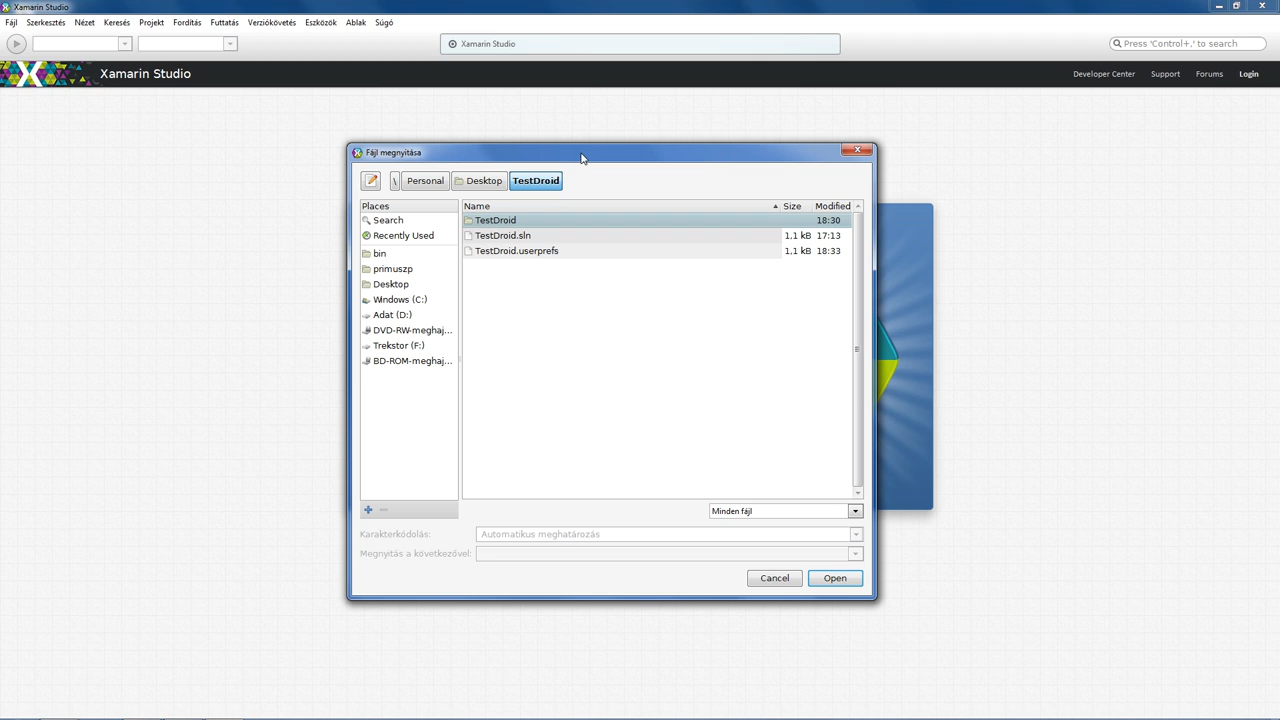 Xamarin Studio
Fájl Szerkesztés Nézet Keresés Projekt Fordítás Futtatás Verziókövetés Eszközök Ablak Súgó
Xamarin Studio
Press 'Control+,' to search
Xamarin Studio
Developer Center Support Forums Login
Fájl megnyitása
\ Personal Desktop TestDroid
Places
Search
Recently Used
bin
primuszp
Desktop
Windows (C:)
Adat (D:)
DVD-RW-meghaj...
Trekstor (F:)
BD-ROM-meghaj...
Name Size Modified
TestDroid 18:30
TestDroid.sln 1,1 kB 17:13
TestDroid.userprefs 1,1 kB 18:33
Minden fájl
Karakterkódolás: Automatikus meghatározás
Megnyitás a következővel:
Cancel Open